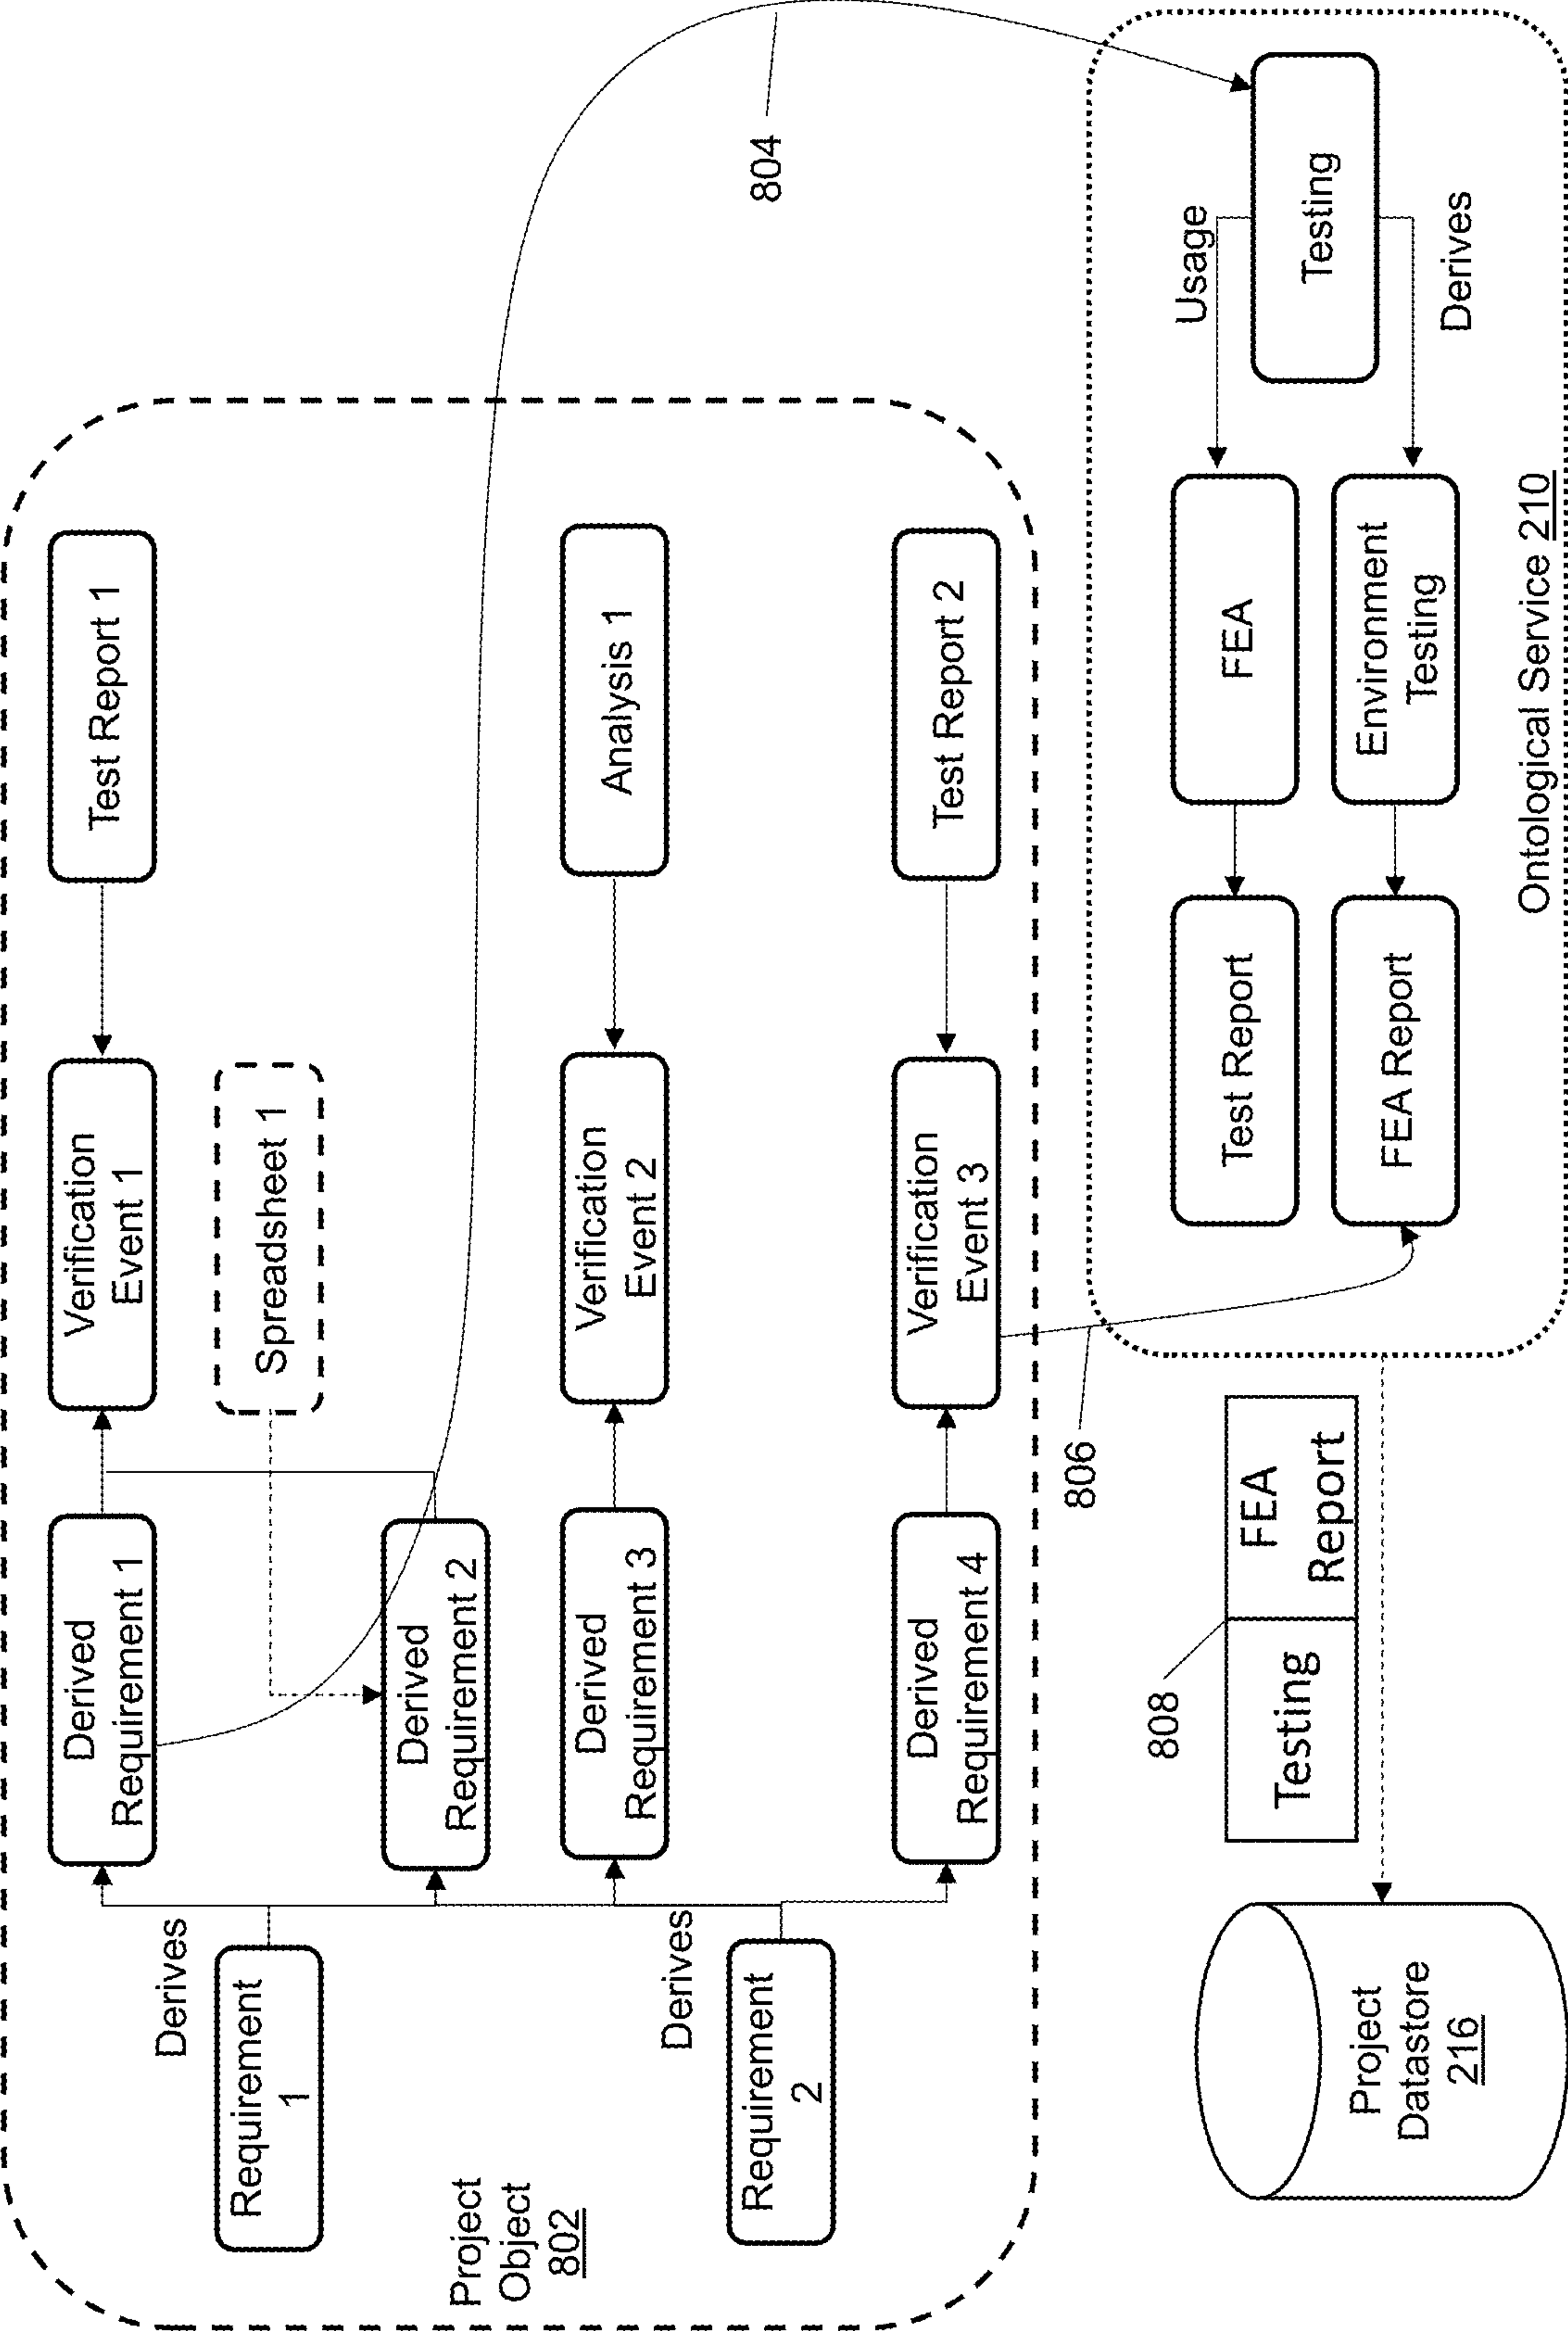 Derives
Requirement
1
Derived
Requirement 1
Verification
Event 1
Test Report 1
Spreadsheet 1
Derived
Requirement 2
Project
Object
802
Derives
Requirement
2
Derived
Requirement 3
Verification
Event 2
Analysis 1
Derived
Requirement 4
Verification
Event 3
Test Report 2
804
806
808
Testing
FEA
Report
Project
Datastore
216
Test Report
FEA
Usage
Testing
FEA Report
Environment
Testing
Derives
Ontological Service 210